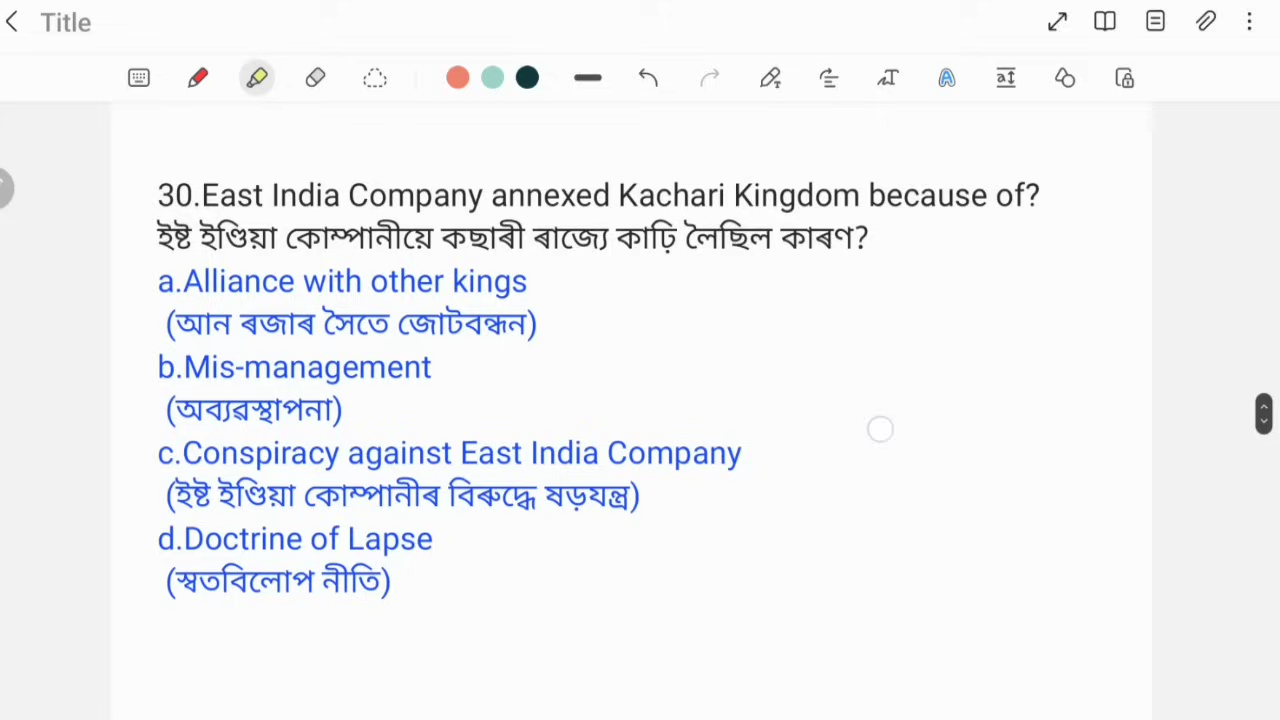 Title
30.East India Company annexed Kachari Kingdom because of?
ইষ্ট ইণ্ডিয়া কোম্পানীয়ে কছাৰী ৰাজ্যে কাঢ়ি লৈছিল কাৰণ?
a.Alliance with other kings
(আন ৰজাৰ সৈতে জোটবন্ধন)
b.Mis-management
(অব্যৱস্থাপনা)
c.Conspiracy against East India Company
(ইষ্ট ইণ্ডিয়া কোম্পানীৰ বিৰুদ্ধে ষড়যন্ত্ৰ)
d.Doctrine of Lapse
(স্বতবিলোপ নীতি)